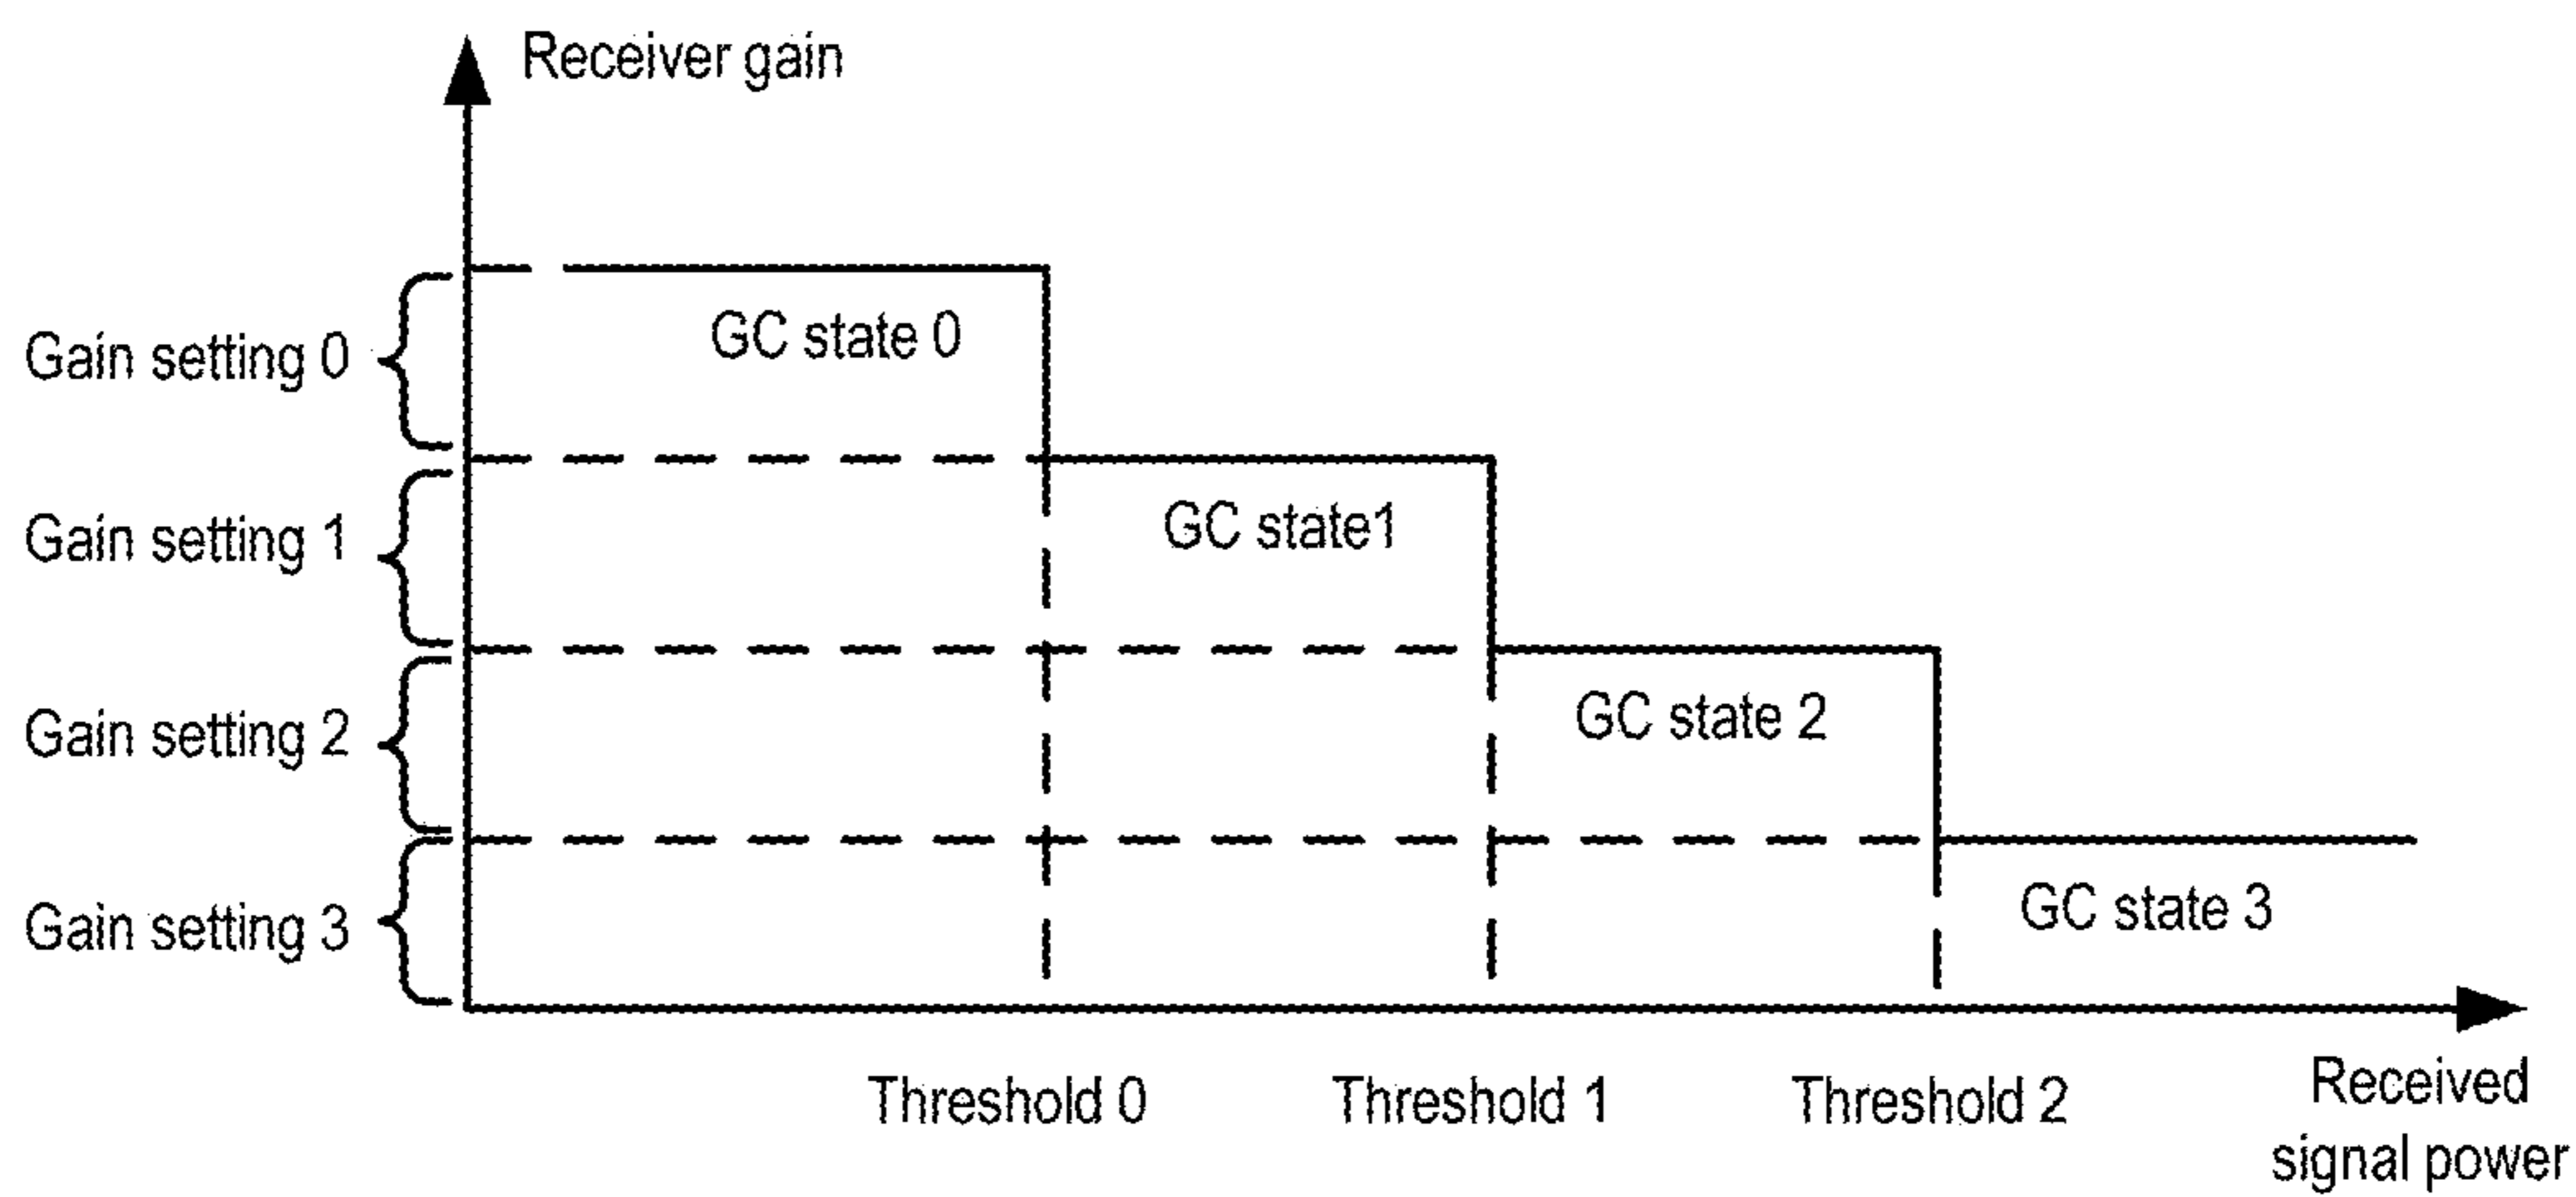 Receiver gain
Gain setting 0
GC state 0
Gain setting 1
GC state1
Gain setting 2
GC state 2
Gain setting 3
GC state 3
Threshold 0
Threshold 1
Threshold 2
Received
signal power